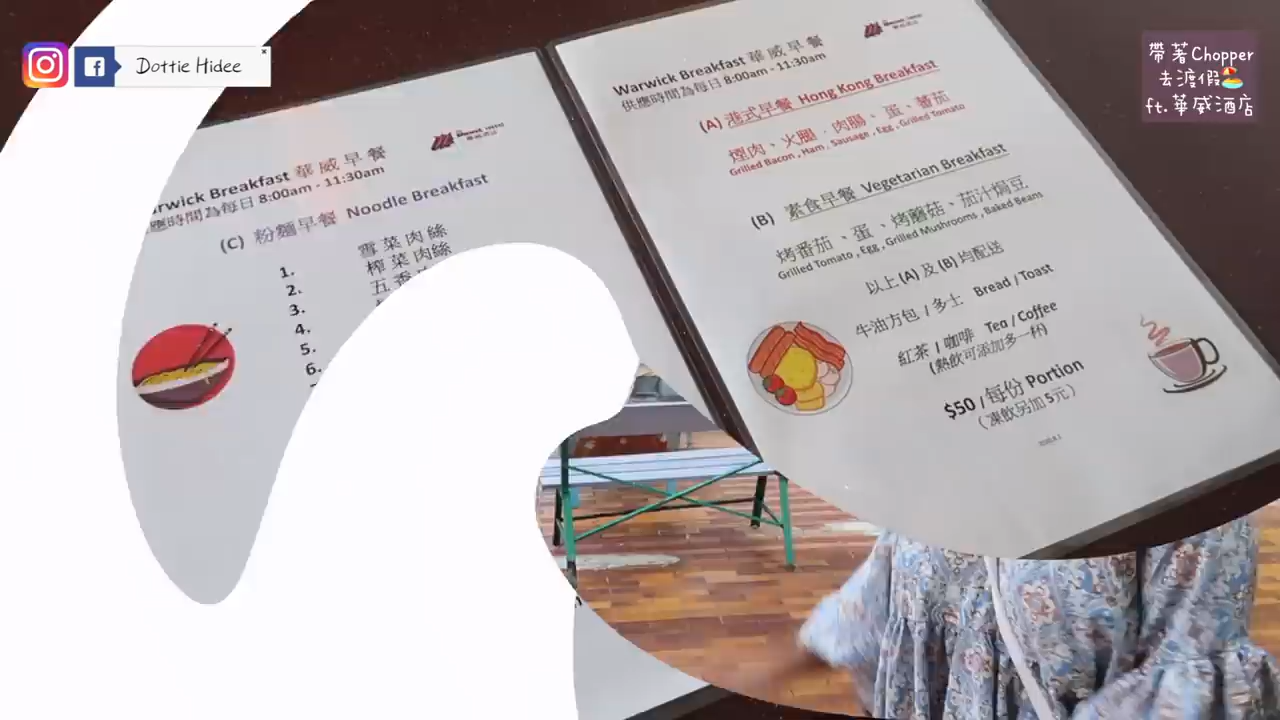 Dottie Hidee
帶著Chopper
去渡假🏖️
ft. 華威酒店
rwick Breakfast 華威早餐
應時間為每日 8:00am - 11:30am
(C) 粉麵早餐 Noodle Breakfast
1. 雪菜肉絲
2. 榨菜肉絲
3. 五香
4.
5.
6.
Warwick Breakfast 華威早餐
供應時間為每日 8:00am - 11:30am
(A) 港式早餐 Hong Kong Breakfast
煙肉、火腿、肉腸、蛋、蕃茄
Grilled Bacon , Ham , Sausage , Egg , Grilled Tomato
(B) 素食早餐 Vegetarian Breakfast
烤番茄、蛋、烤蘑菇、茄汁焗豆
Grilled Tomato , Egg , Grilled Mushrooms , Baked Beans
以上 (A) 及 (B) 均配送
牛油方包 / 多士 Bread / Toast
紅茶 / 咖啡 Tea / Coffee
(熱飲可添加多一杯)
$50 / 每份 Portion
(凍飲另加 5元)